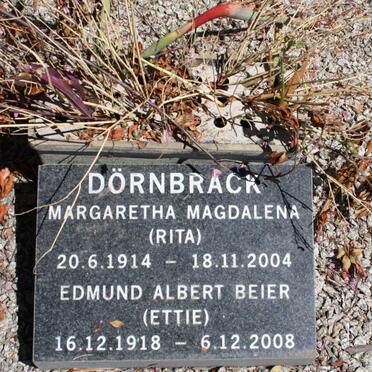 DÖRNBRACK
MARGARETHA MAGDALENA
(RITA)
20.6.1914 – 18.11.2004
EDMUND ALBERT BEIER
(ETTIE)
16.12.1918 – 6.12.2008